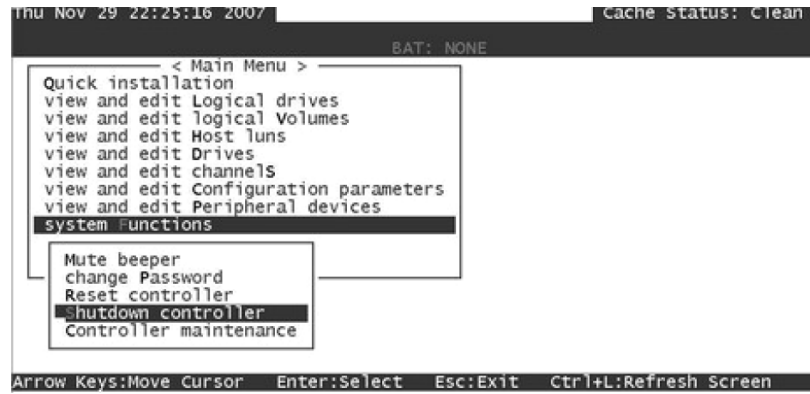 Thu Nov 29 22:25:16 2007 Cache Status: Clean
BAT: NONE
< Main Menu >
Quick installation
view and edit Logical drives
view and edit logical Volumes
view and edit Host luns
view and edit Drives
view and edit channelS
view and edit Configuration parameters
view and edit Peripheral devices
system Functions
Mute beeper
change Password
Reset controller
Shutdown controller
Controller maintenance
Arrow Keys:Move Cursor Enter:Select Esc:Exit Ctrl+L:Refresh Screen